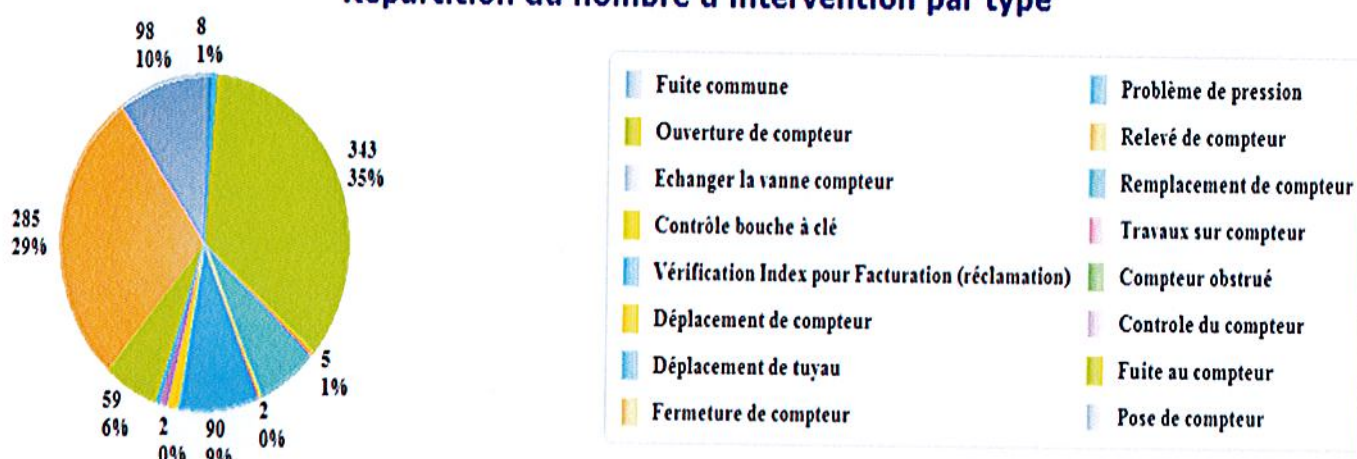 Répartition du nombre d'intervention par type
98
10%
8
1%
343
35%
285
29%
5
1%
59
6%
2
0%
90
9%
2
0%
Fuite commune
Ouverture de compteur
Echanger la vanne compteur
Contrôle bouche à clé
Vérification Index pour Facturation (réclamation)
Déplacement de compteur
Déplacement de tuyau
Fermeture de compteur
Problème de pression
Relevé de compteur
Remplacement de compteur
Travaux sur compteur
Compteur obstrué
Controle du compteur
Fuite au compteur
Pose de compteur